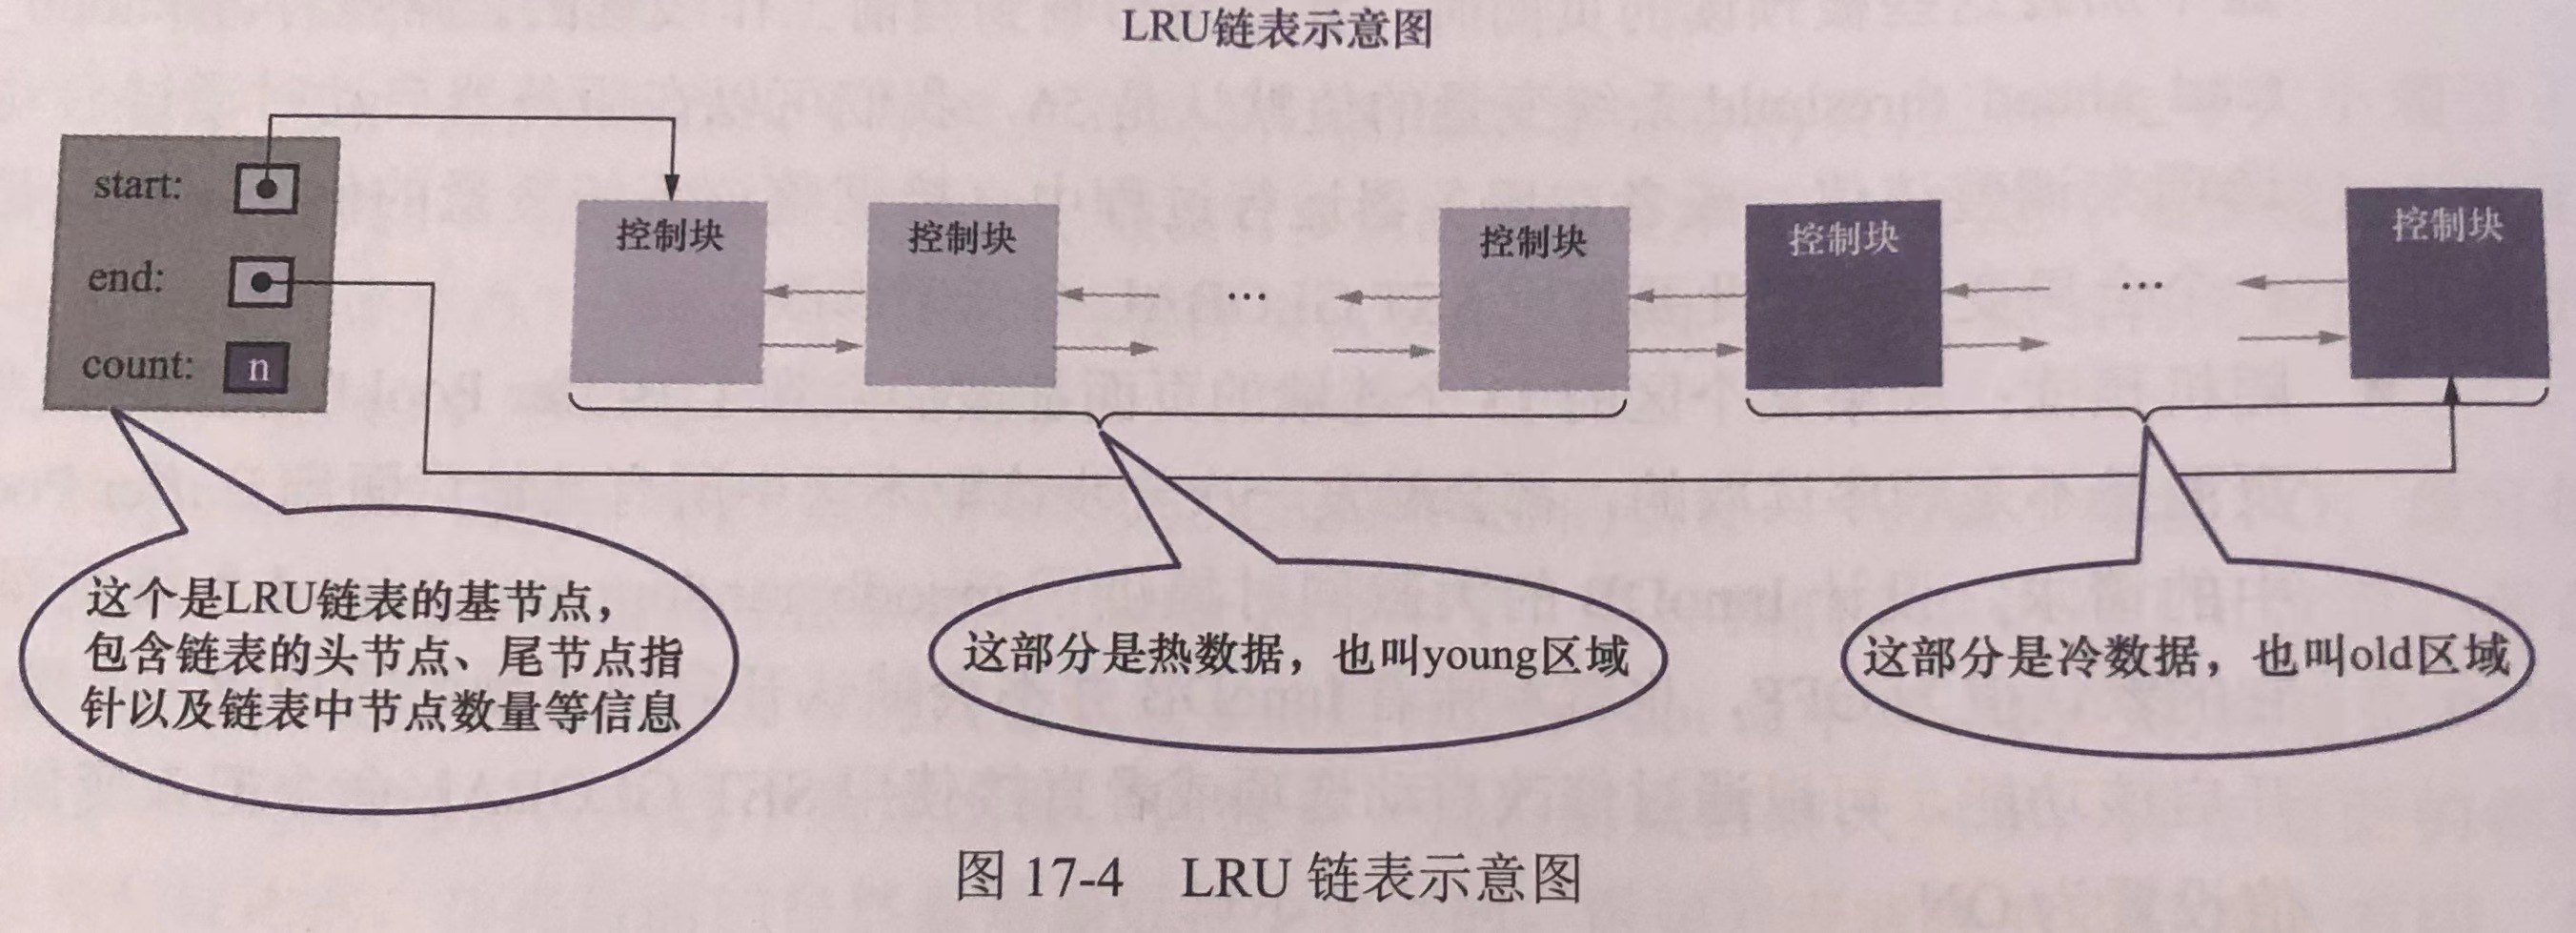 LRU链表示意图
start:
end:
count: n
控制块
控制块
...
控制块
控制块
...
控制块
这个是LRU链表的基节点，
包含链表的头节点、尾节点指
针以及链表中节点数量等信息
这部分是热数据，也叫young区域
这部分是冷数据，也叫old区域
图 17-4 LRU 链表示意图